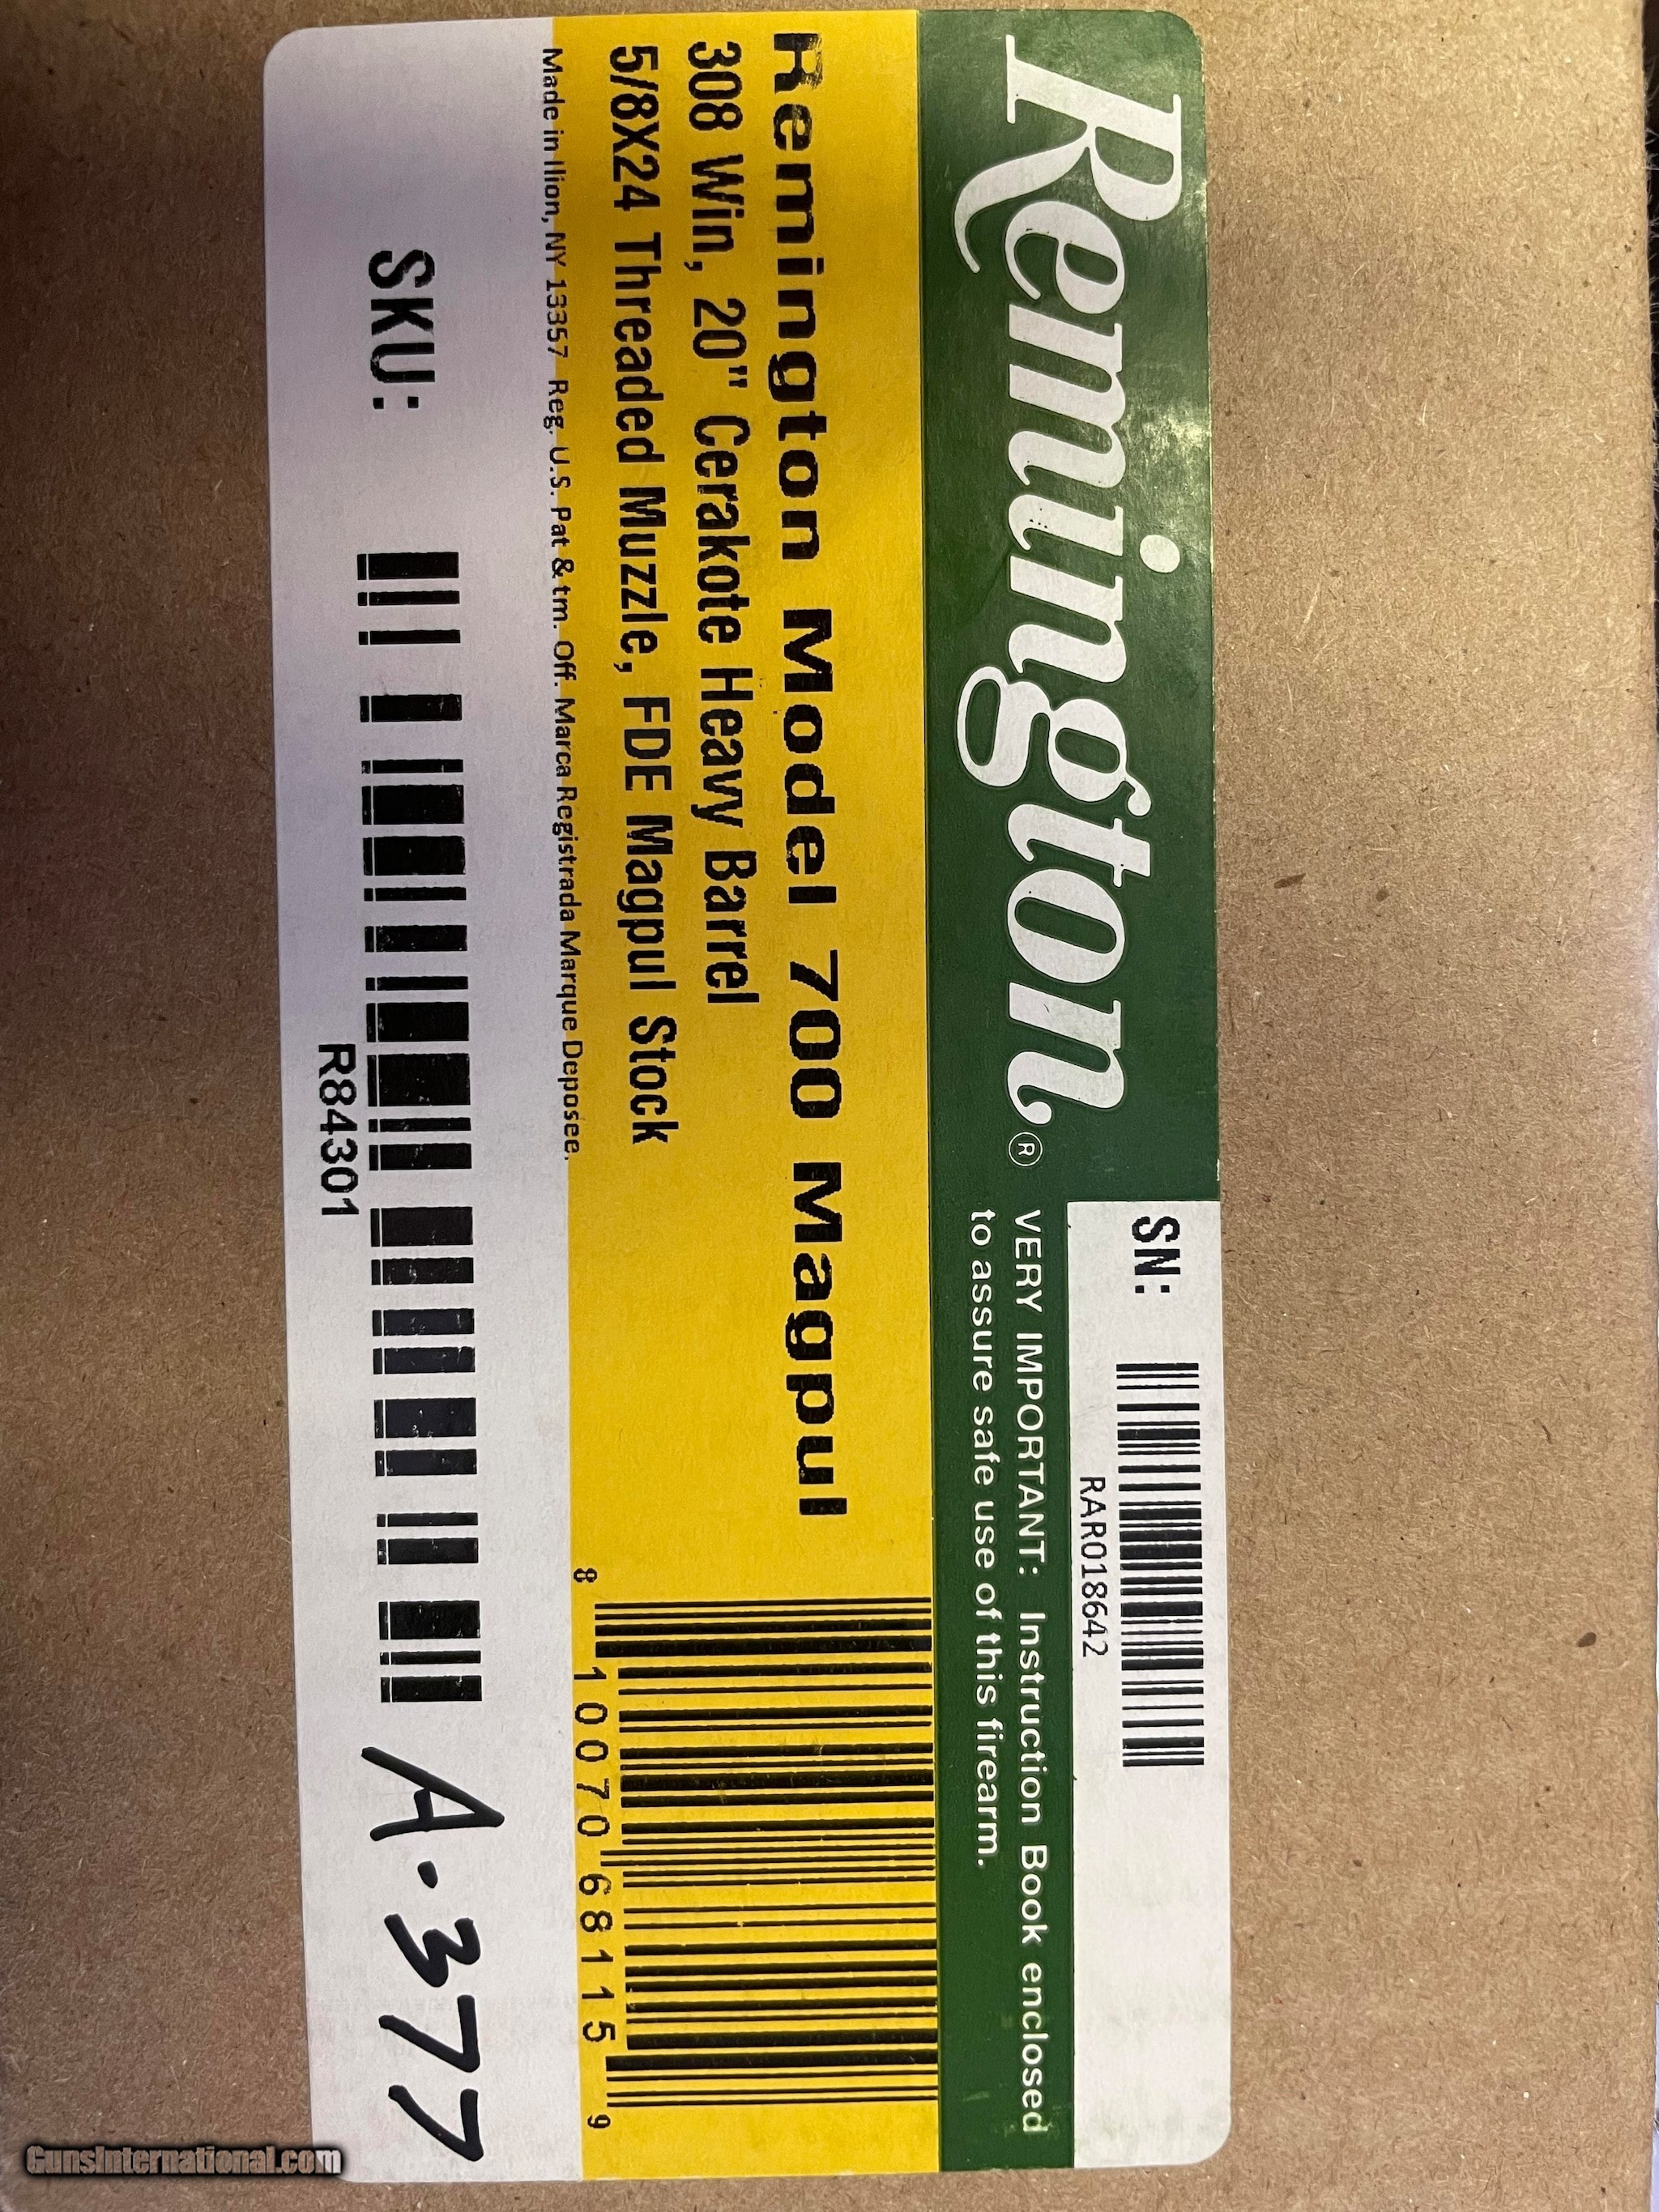 Remington®
SN:
RAR018642
VERY IMPORTANT: Instruction Book enclosed
to assure safe use of this firearm.
Remington Model 700 Magpul
308 Win, 20" Cerakote Heavy Barrel
5/8X24 Threaded Muzzle, FDE Magpul Stock
Made in Ilion, NY 13357 Reg. U.S. Pat & tm. Off. Marca Registrada Marque Deposee.
8 10070 68115 9
SKU:
R84301
A-377
GunsInternational.com